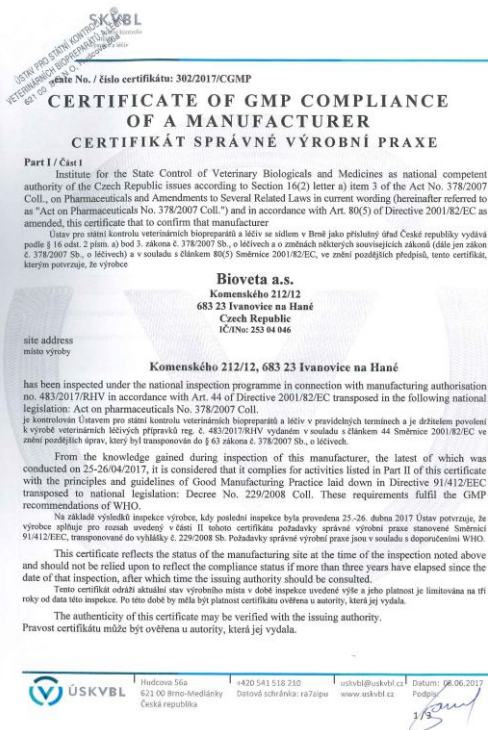 SKVBL
ÚSTAV PRO STÁTNÍ KONTROLU
VETERINÁRNÍCH BIOPREPARÁTŮ A LÉČIV
cate No. / číslo certifikátu: 302/2017/CGMP
CERTIFICATE OF GMP COMPLIANCE
OF A MANUFACTURER
CERTIFIKÁT SPRÁVNÉ VÝROBNÍ PRAXE
Part I / Část I
Institute for the State Control of Veterinary Biologicals and Medicines as national competent
authority of the Czech Republic issues according to Section 16(2) letter a) item 3 of the Act No. 378/2007
Coll., on Pharmaceuticals and Amendments to Several Related Laws in current wording (hereinafter referred to
as "Act on Pharmaceuticals No. 378/2007 Coll.") and in accordance with Art. 80(5) of Directive 2001/82/EC as
amended, this certificate that to confirm that manufacturer
Ústav pro státní kontrolu veterinárních biopreparátů a léčiv se sídlem v Brně jako příslušný úřad České republiky vydává
podle § 16 odst. 2 písm. a) bod 3. zákona č. 378/2007 Sb., o léčivech a o změnách některých souvisejících zákonů (dále jen zákon
č. 378/2007 Sb., o léčivech) a v souladu s článkem 80(5) Směrnice 2001/82/EC, ve znění pozdějších předpisů, tento certifikát,
kterým potvrzuje, že výrobce
Bioveta a.s.
Komenského 212/12
683 23 Ivanovice na Hané
Czech Republic
IČ/INo: 253 04 046
site address
místo výroby
Komenského 212/12, 683 23 Ivanovice na Hané
has been inspected under the national inspection programme in connection with manufacturing authorisation
no. 483/2017/RHV in accordance with Art. 44 of Directive 2001/82/EC transposed in the following national
legislation: Act on pharmaceuticals No. 378/2007 Coll.
je kontrolován Ústavem pro státní kontrolu veterinárních biopreparátů a léčiv v pravidelných termínech a je držitelem povolení
k výrobě veterinárních léčivých přípravků reg. č. 483/2017/RHV vydaném v souladu s článkem 44 Směrnice 2001/82/EC ve
znění pozdějších úprav, který byl transponován do § 63 zákona č. 378/2007 Sb., o léčivech.
From the knowledge gained during inspection of this manufacturer, the latest of which was
conducted on 25-26/04/2017, it is considered that it complies for activities listed in Part II of this certificate
with the principles and guidelines of Good Manufacturing Practice laid down in Directive 91/412/EEC
transposed to national legislation: Decree No. 229/2008 Coll. These requirements fulfil the GMP
recommendations of WHO.
Na základě výsledků inspekce výrobce, kdy poslední inspekce byla provedena 25.-26. dubna 2017 Ústav potvrzuje, že
výrobce splňuje pro rozsah uvedený v části II tohoto certifikátu požadavky správné výrobní praxe stanovené Směrnicí
91/412/EEC, transponované do vyhlášky č. 229/2008 Sb. Požadavky správné výrobní praxe jsou v souladu s doporučeními WHO.
This certificate reflects the status of the manufacturing site at the time of the inspection noted above
and should not be relied upon to reflect the compliance status if more than three years have elapsed since the
date of that inspection, after which time the issuing authority should be consulted.
Tento certifikát odráží aktuální stav výrobního místa v době inspekce uvedené výše a jeho platnost je limitována na tři
roky od data této inspekce. Po této době by měla být platnost certifikátu ověřena u autority, která jej vydala.
The authenticity of this certificate may be verified with the issuing authority.
Pravost certifikátu může být ověřena u autority, která jej vydala.
ÚSKVBL
Hudcova 56a
621 00 Brno-Medlánky
Česká republika
+420 541 518 210
Datová schránka: ra7aipu
uskvbl@uskvbl.cz
www.uskvbl.cz
Datum: 08.06.2017
Podpis:
1/3